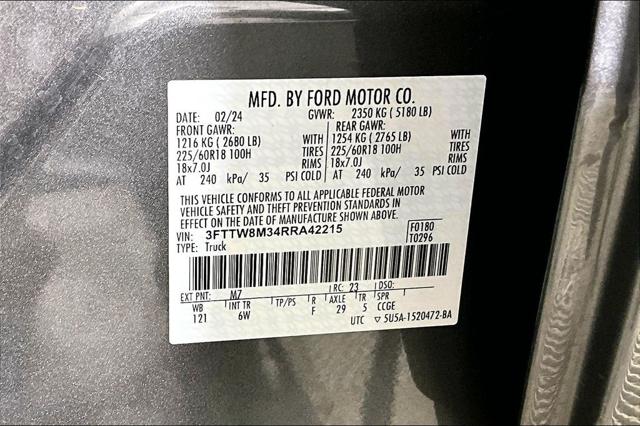 MFD. BY FORD MOTOR CO.
DATE: 02/24 GVWR: 2350 KG ( 5180 LB)
FRONT GAWR: REAR GAWR:
1216 KG ( 2680 LB) WITH 1254 KG ( 2765 LB) WITH
225/60R18 100H TIRES 225/60R18 100H TIRES
18x7.0J RIMS 18x7.0J RIMS
AT 240 kPa/ 35 PSI COLD AT 240 kPa/ 35 PSI COLD
THIS VEHICLE CONFORMS TO ALL APPLICABLE FEDERAL MOTOR
VEHICLE SAFETY AND THEFT PREVENTION STANDARDS IN
EFFECT ON THE DATE OF MANUFACTURE SHOWN ABOVE.
VIN: 3FTTW8M34RRA42215 F0180
TYPE: Truck T0296
EXT PNT: M7 RC: 23 DSO:
WB INT TR TP/PS R AXLE TR SPR
121 6W F 29 5 CCGE
UTC ▽ 5U5A-1520472-BA